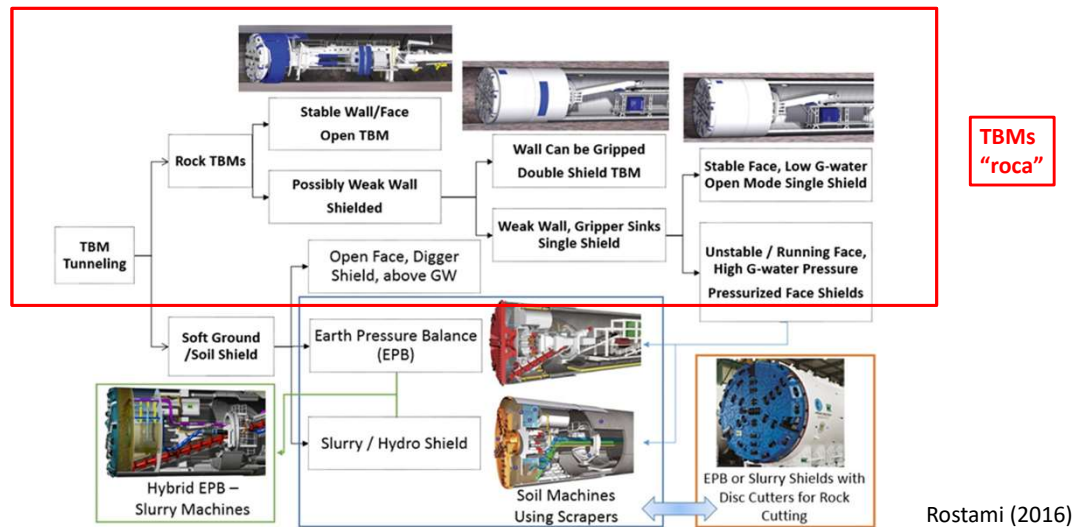 Stable Wall/Face
Open TBM
Rock TBMs
Possibly Weak Wall
Shielded
Wall Can be Gripped
Double Shield TBM
Weak Wall, Gripper Sinks
Single Shield
Stable Face, Low G-water
Open Mode Single Shield
Unstable / Running Face,
High G-water Pressure
Pressurized Face Shields
TBMs
“roca”
TBM
Tunneling
Open Face, Digger
Shield, above GW
Soft Ground
/Soil Shield
Earth Pressure Balance
(EPB)
Slurry / Hydro Shield
Hybrid EPB –
Slurry Machines
Soil Machines
Using Scrapers
EPB or Slurry Shields with
Disc Cutters for Rock
Cutting
Rostami (2016)